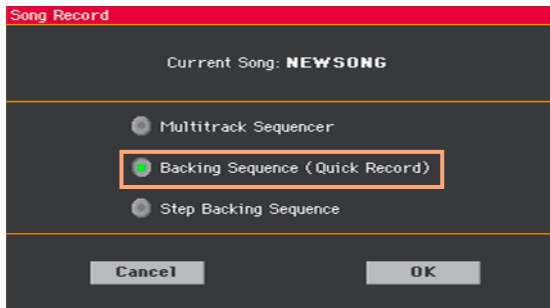 Song Record
Current Song: NEWSONG
Multitrack Sequencer
Backing Sequence (Quick Record)
Step Backing Sequence
Cancel OK